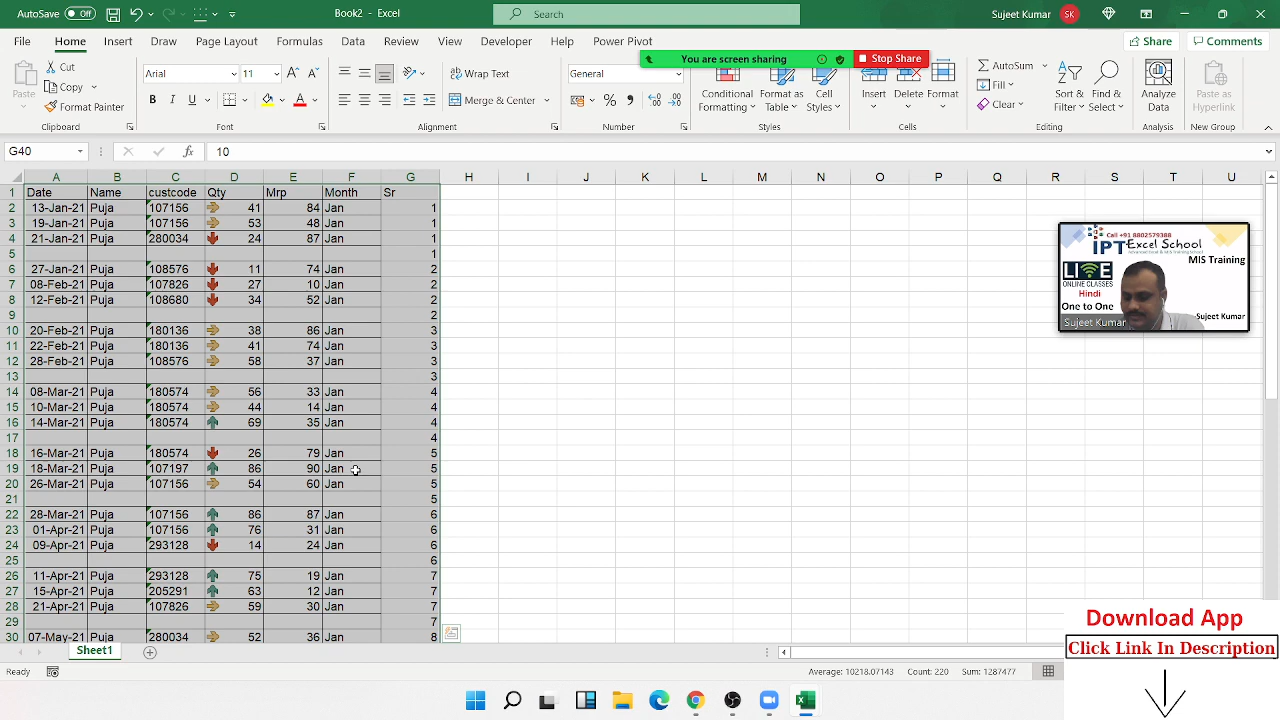 AutoSave Off Book2 - Excel Search Sujeet Kumar SK
File Home Insert Draw Page Layout Formulas Data Review View Developer Help Power Pivot Share Comments
You are screen sharing Stop Share
Paste Cut Copy Format Painter Clipboard
Arial 11 B I U A Font
Wrap Text Merge & Center Alignment
General % Number
Conditional Formatting Format as Table Cell Styles Styles
Insert Delete Format Cells
AutoSum Fill Clear Sort & Filter Find & Select Editing
Analyze Data Analysis
Paste as Hyperlink New Group
G40 fx 10
A B C D E F G H I J K L M N O P Q R S T U
1 Date Name custcode Qty Mrp Month Sr
2 13-Jan-21 Puja 107156 41 84 Jan 1
3 19-Jan-21 Puja 107156 53 48 Jan 1
4 21-Jan-21 Puja 280034 24 87 Jan 1
5 1
6 27-Jan-21 Puja 108576 11 74 Jan 2
7 08-Feb-21 Puja 107826 27 10 Jan 2
8 12-Feb-21 Puja 108680 34 52 Jan 2
9 2
10 20-Feb-21 Puja 180136 38 86 Jan 3
11 22-Feb-21 Puja 180136 41 74 Jan 3
12 28-Feb-21 Puja 108576 58 37 Jan 3
13 3
14 08-Mar-21 Puja 180574 56 33 Jan 4
15 10-Mar-21 Puja 180574 44 14 Jan 4
16 14-Mar-21 Puja 180574 69 35 Jan 4
17 4
18 16-Mar-21 Puja 180574 26 79 Jan 5
19 18-Mar-21 Puja 107197 86 90 Jan 5
20 26-Mar-21 Puja 107156 54 60 Jan 5
21 5
22 28-Mar-21 Puja 107156 86 87 Jan 6
23 01-Apr-21 Puja 107156 76 31 Jan 6
24 09-Apr-21 Puja 293128 14 24 Jan 6
25 6
26 11-Apr-21 Puja 293128 75 19 Jan 7
27 15-Apr-21 Puja 205291 63 12 Jan 7
28 21-Apr-21 Puja 107826 59 30 Jan 7
29 7
30 07-May-21 Puja 280034 52 36 Jan 8
Call +91 8802579388
IPT Excel School
MIS Training
LIVE
ONLINE CLASSES
Hindi
One to One
Sujeet Kumar
Sujeet Kumar
Download App
Click Link In Description
Sheet1
Ready Average: 10218.07143 Count: 220 Sum: 1287477